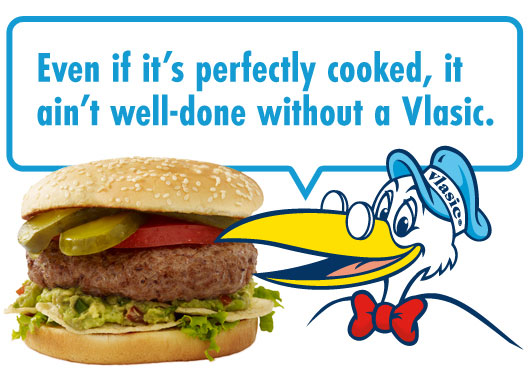 Even if it's perfectly cooked, it
ain't well-done without a Vlasic.
vlasic®